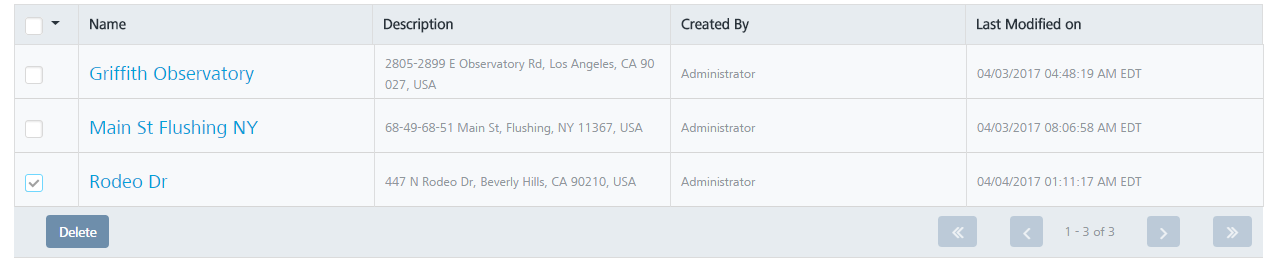 Name Description Created By Last Modified on
Griffith Observatory 2805-2899 E Observatory Rd, Los Angeles, CA 90 Administrator 04/03/2017 04:48:19 AM EDT
027, USA
Main St Flushing NY 68-49-68-51 Main St, Flushing, NY 11367, USA Administrator 04/03/2017 08:06:58 AM EDT
Rodeo Dr 447 N Rodeo Dr, Beverly Hills, CA 90210, USA Administrator 04/04/2017 01:11:17 AM EDT
Delete 1 - 3 of 3